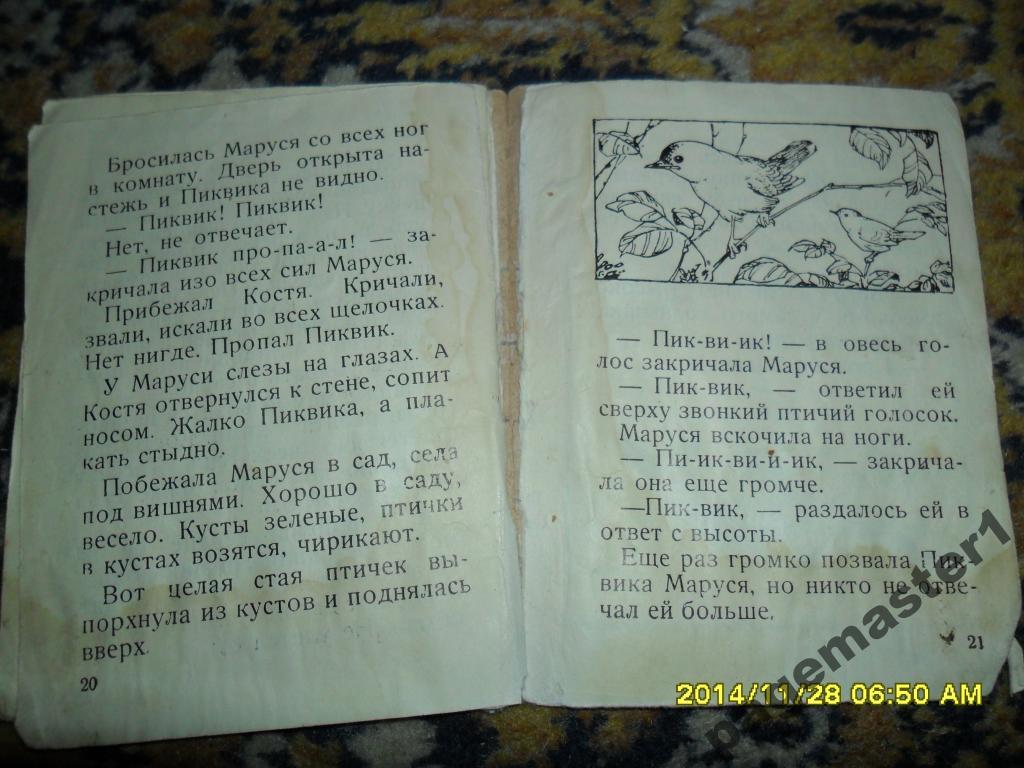 Бросилась Маруся со всех ног
в комнату. Дверь открыта на-
стежь и Пиквика не видно.
— Пиквик! Пиквик!
Нет, не отвечает.
— Пиквик про-па-а-л! — за-
кричала изо всех сил Маруся.
Прибежал Костя. Кричали,
звали, искали во всех щелочках.
Нет нигде. Пропал Пиквик.
У Маруси слезы на глазах. А
Костя отвернулся к стене, сопит
носом. Жалко Пиквика, а пла-
кать стыдно.
Побежала Маруся в сад, села
под вишнями. Хорошо в саду,
весело. Кусты зеленые, птички
в кустах возятся, чирикают.
Вот целая стая птичек вы-
порхнула из кустов и поднялась
вверх.
20
— Пик-ви-ик! — в овесь го-
лос закричала Маруся.
— Пик-вик, — ответил ей
сверху звонкий птичий голосок.
Маруся вскочила на ноги.
— Пи-ик-ви-и-ик, — закрича-
ла она еще громче.
—Пик-вик, — раздалось ей в
ответ с высоты.
Еще раз громко позвала Пик-
вика Маруся, но никто не отве-
чал ей больше.
21
2014/11/28 06:50 AM
pagemaster1